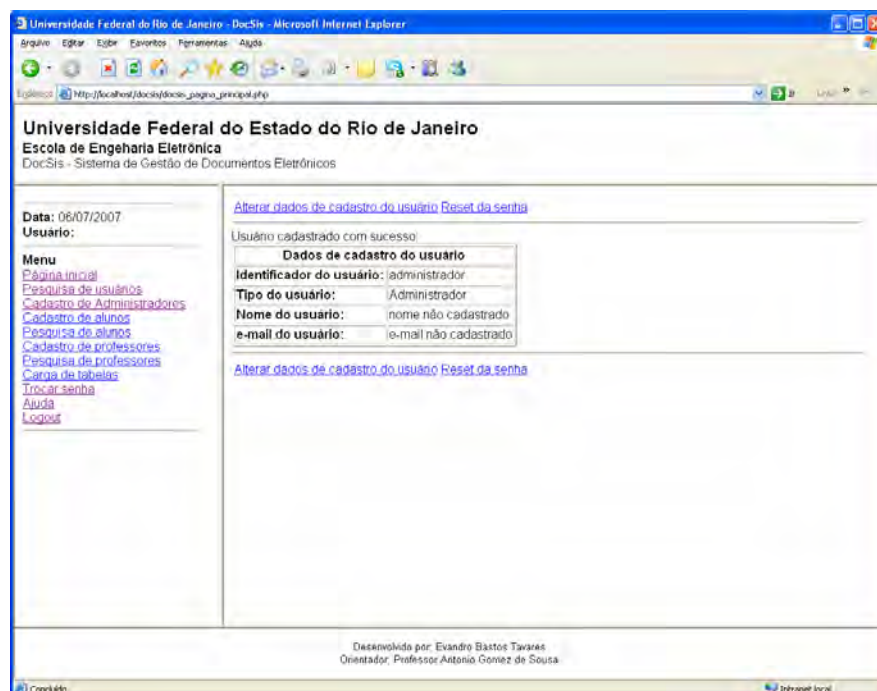 Universidade Federal do Rio de Janeiro - DocSis - Microsoft Internet Explorer
Arquivo Editar Exibir Favoritos Ferramentas Ajuda
http://localhost/docsis/docsis_pagina_principal.php
Universidade Federal do Estado do Rio de Janeiro
Escola de Engeharia Eletrônica
DocSis - Sistema de Gestão de Documentos Eletrônicos
Data: 06/07/2007
Usuário:
Menu
Página inicial
Pesquisa de usuários
Cadastro de Administradores
Cadastro de alunos
Pesquisa de alunos
Cadastro de professores
Pesquisa de professores
Carga de tabelas
Trocar senha
Ajuda
Logout
Alterar dados de cadastro do usuário Reset da senha
Usuário cadastrado com sucesso
Dados de cadastro do usuário
Identificador do usuário: administrador
Tipo do usuário: Administrador
Nome do usuário: nome não cadastrado
e-mail do usuário: e-mail não cadastrado
Alterar dados de cadastro do usuário Reset da senha
Desenvolvido por: Evandro Bastos Tavares
Orientador: Professor Antonio Gomez de Sousa
Concluído Intranet local